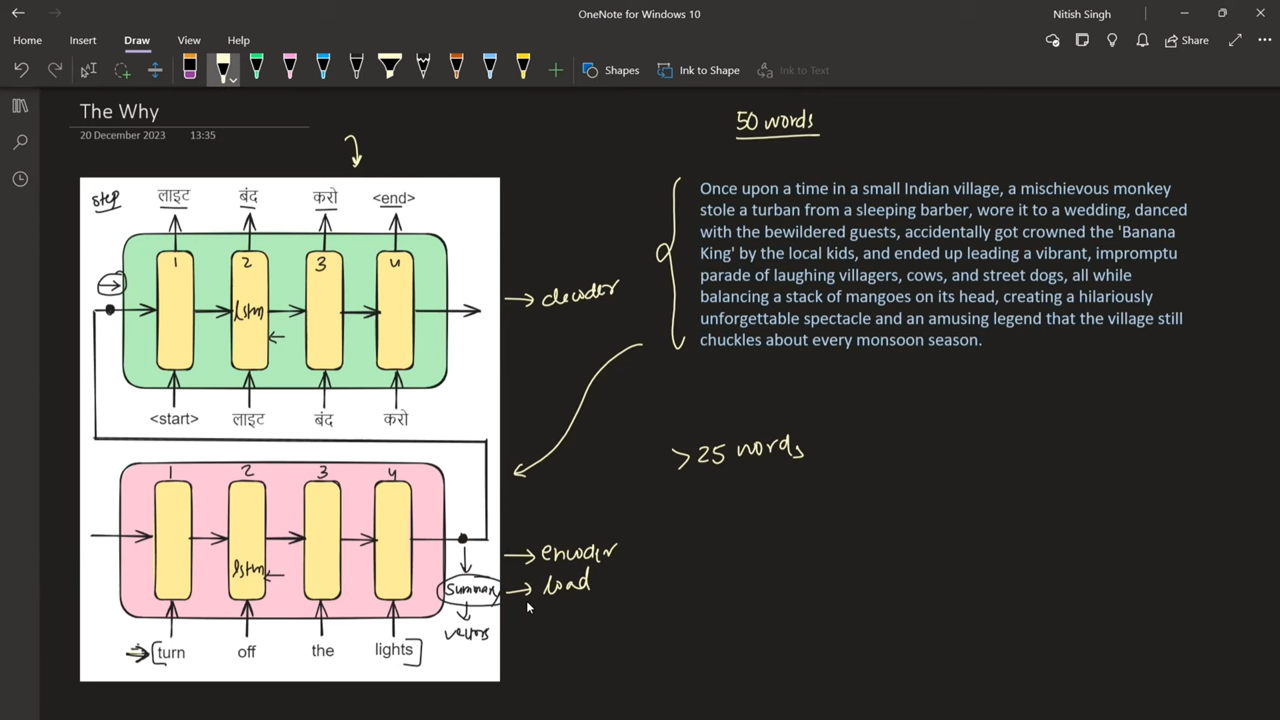 OneNote for Windows 10
Nitish Singh
Home Insert Draw View Help
Share
Shapes Ink to Shape Ink to Text
The Why
20 December 2023 13:35
50 words
step लाइट बंद करो <end>
1 2 3 4
lstm
→ decoder
<start> लाइट बंद करो
Once upon a time in a small Indian village, a mischievous monkey
stole a turban from a sleeping barber, wore it to a wedding, danced
with the bewildered guests, accidentally got crowned the 'Banana
King' by the local kids, and ended up leading a vibrant, impromptu
parade of laughing villagers, cows, and street dogs, all while
balancing a stack of mangoes on its head, creating a hilariously
unforgettable spectacle and an amusing legend that the village still
chuckles about every monsoon season.
>25 words
1 2 3 4
lstm
→ encoder
Summary → load
vectors
[turn off the lights]